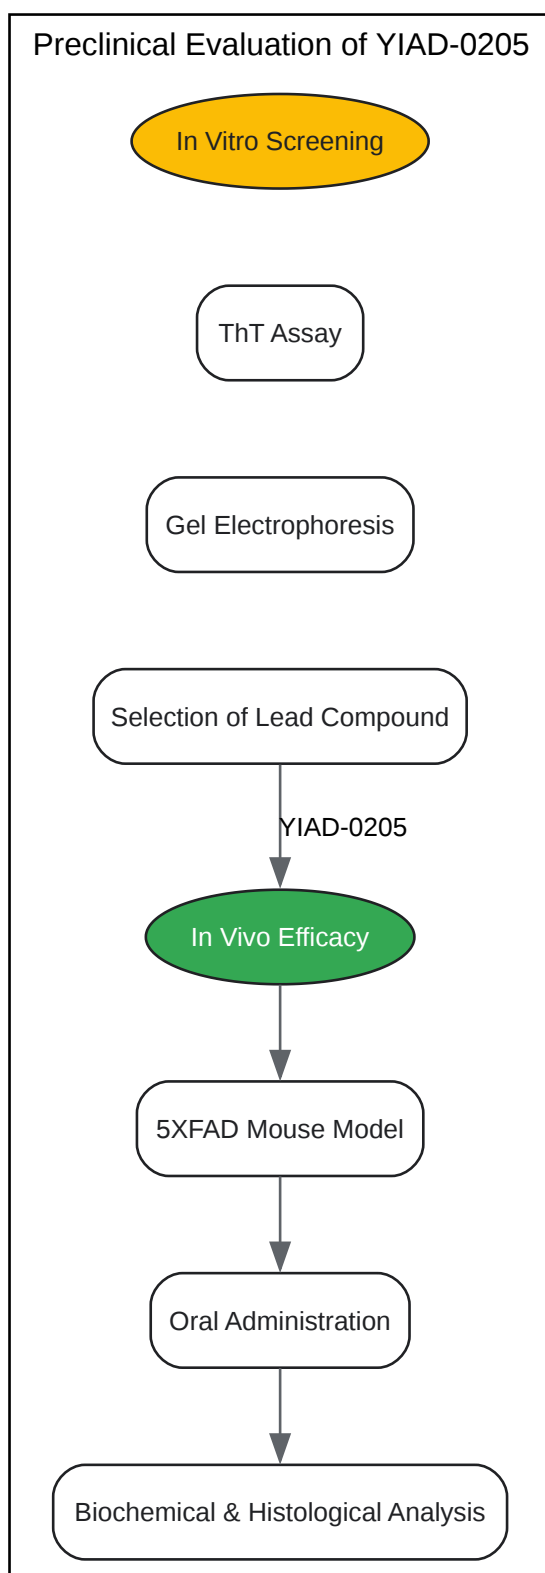 Preclinical Evaluation of YIAD-0205
In Vitro Screening
ThT Assay
Gel Electrophoresis
Selection of Lead Compound
YIAD-0205
In Vivo Efficacy
5XFAD Mouse Model
Oral Administration
Biochemical & Histological Analysis